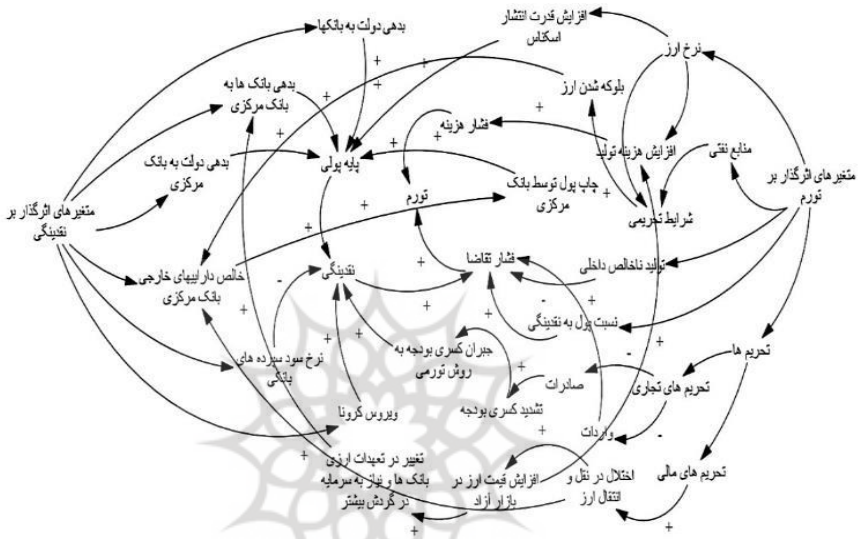 بدهی دولت به بانکها
افزایش قدرت انتشار
اسکناس
نرخ ارز
بدهی بانک ها به
بانک مرکزی
بلوکه شدن ارز
فشار هزینه
افزایش هزینه تولید
منابع نفتی
بدهی دولت به بانک
مرکزی
پایه پولی
چاپ پول توسط بانک
مرکزی
تورم
شرایط تحریمی
متغیرهای اثرگذار بر
تورم
متغیرهای اثرگذار بر
نقدینگی
خالص داراییهای خارجی
بانک مرکزی
نقدینگی
فشار تقاضا
تولید ناخالص داخلی
نسبت پول به نقدینگی
تحریم ها
نرخ سود سپرده های
بانکی
جبران کسری بودجه به
روش تورمی
صادرات
تحریم های تجاری
ویروس کرونا
تشدید کسری بودجه
واردات
تغییر در تعهدات ارزی
بانک ها و نیاز به سرمایه
در گردش بیشتر
افزایش قیمت ارز در
بازار آزاد
اختلال در نقل و
انتقال ارز
تحریم های مالی